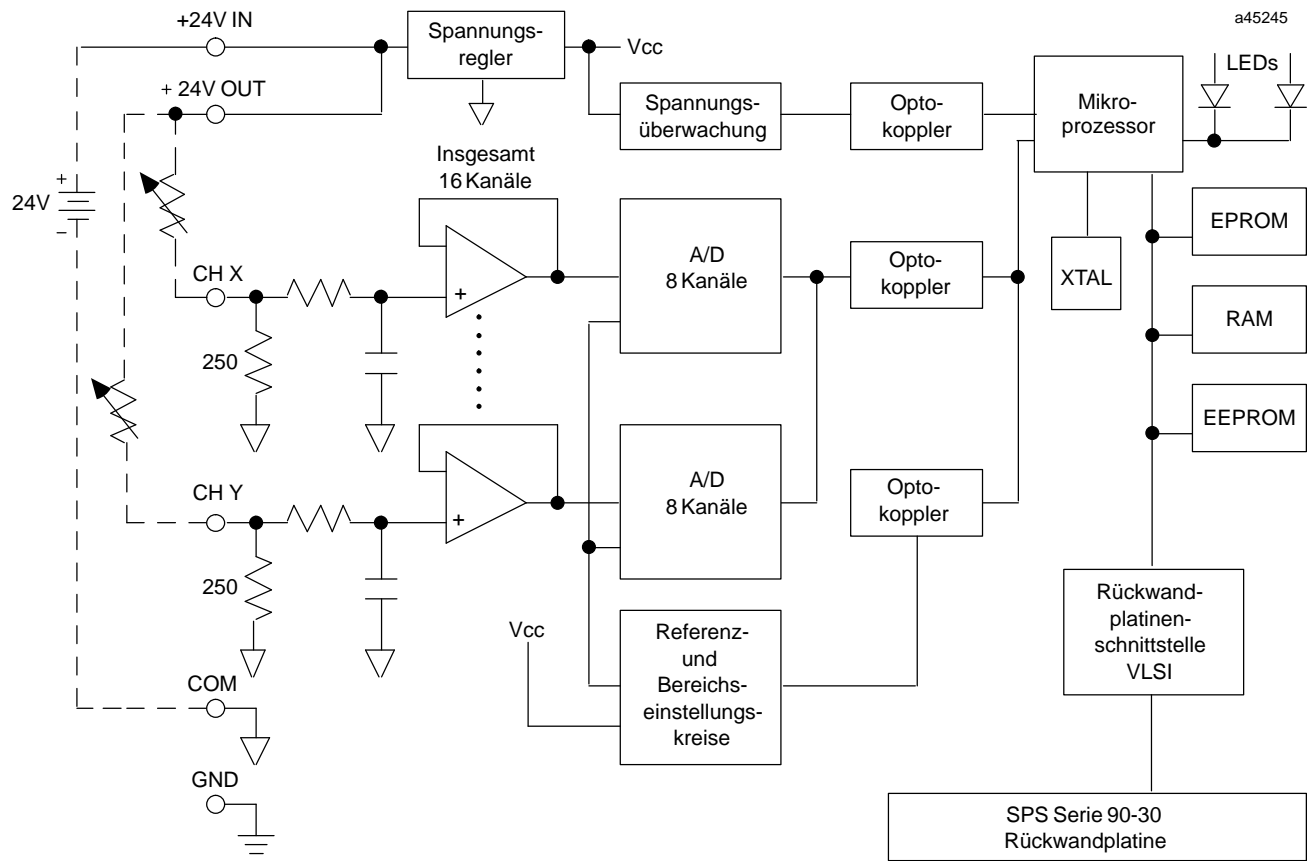 a45245
+24V IN
Spannungs-
regler
Vcc
LEDs
+ 24V OUT
Spannungs-
überwachung
Opto-
koppler
Mikro-
prozessor
Insgesamt
16 Kanäle
+
24V
−
EPROM
CH X
+
A/D
8 Kanäle
Opto-
koppler
XTAL
RAM
250
EEPROM
CH Y
+
A/D
8 Kanäle
Opto-
koppler
250
Vcc
Referenz-
und
Bereichs-
einstellungs-
kreise
Rückwand-
platinen-
schnittstelle
VLSI
COM
GND
SPS Serie 90-30
Rückwandplatine